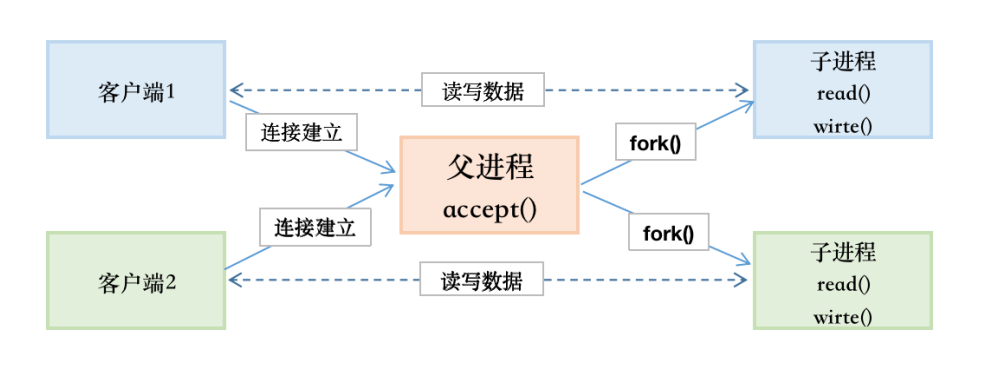 客户端1
读写数据
子进程
read()
wirte()
连接建立
fork()
父进程
accept()
连接建立
fork()
客户端2
读写数据
子进程
read()
wirte()